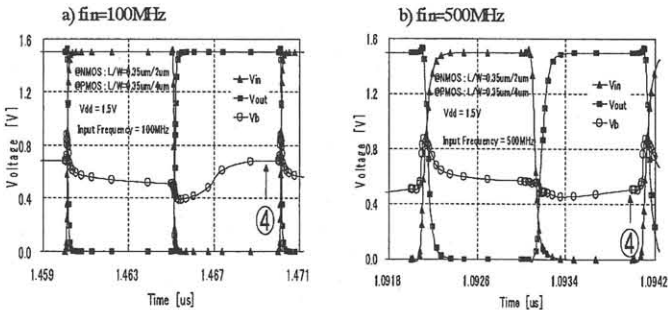 a) fin=100MHz
1.6
1.2
0.8
0.4
0.0
Voltage [V]
@NMOS : L/W=0.35um/2um
@PMOS : L/W=0.35um/4um
Vdd = 1.5V
Input Frequency = 100MHz
Vin
Vout
Vb
④
1.459
1.463
1.467
1.471
Time [us]
b) fin=500MHz
1.6
1.2
0.8
0.4
0.0
Voltage [V]
@NMOS : L/W=0.35um/2um
@PMOS : L/W=0.35um/4um
Vdd = 1.5V
Input Frequency = 500MHz
Vin
Vout
Vb
④
1.0918
1.0926
1.0934
1.0942
Time [us]